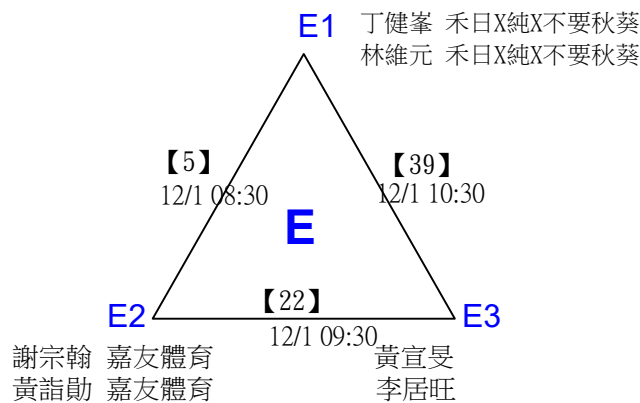 E1
丁健峯 禾日X純X不要秋葵
林維元 禾日X純X不要秋葵
【5】
12/1 08:30
【39】
12/1 10:30
E
【22】
12/1 09:30
E2
E3
謝宗翰 嘉友體育
黃詣勛 嘉友體育
黃宣旻
李居旺